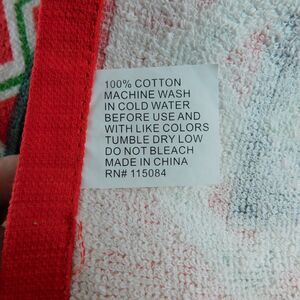 100% COTTON
MACHINE WASH
IN COLD WATER
BEFORE USE AND
WITH LIKE COLORS
TUMBLE DRY LOW
DO NOT BLEACH
MADE IN CHINA
RN# 115084